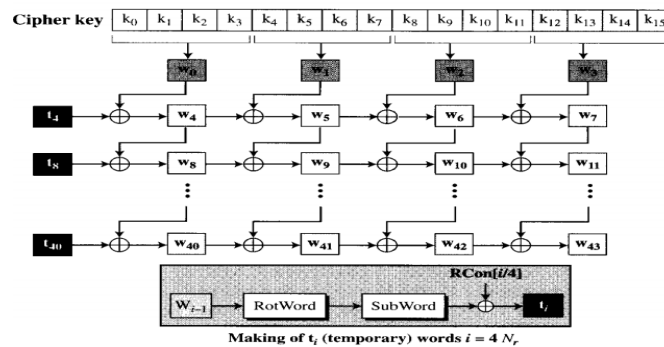 Cipher key k₀ k₁ k₂ k₃ k₄ k₅ k₆ k₇ k₈ k₉ k₁₀ k₁₁ k₁₂ k₁₃ k₁₄ k₁₅
w₀ w₁ w₂ w₃
t₄ w₄ w₅ w₆ w₇
t₈ w₈ w₉ w₁₀ w₁₁
t₄₀ w₄₀ w₄₁ w₄₂ w₄₃
RCon[i/4]
Wᵢ₋₁ RotWord SubWord tᵢ
Making of tᵢ (temporary) words i = 4 Nᵣ